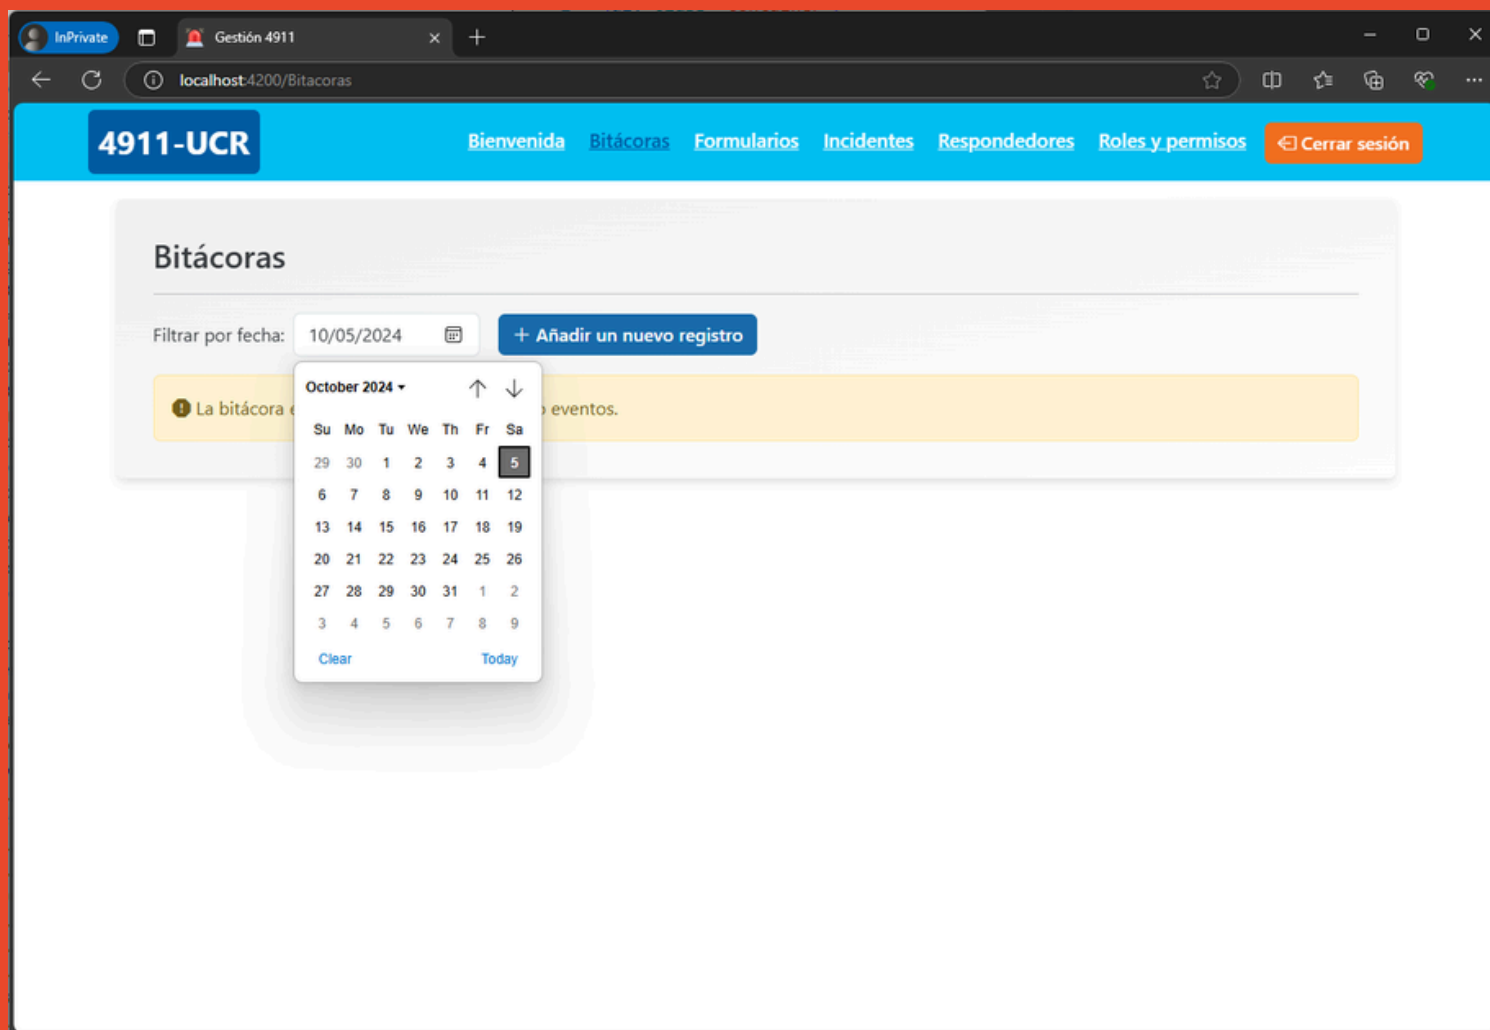 InPrivate
Gestión 4911
localhost:4200/Bitacoras
4911-UCR
Bienvenida Bitácoras Formularios Incidentes Respondedores Roles y permisos Cerrar sesión
Bitácoras
Filtrar por fecha: 10/05/2024 + Añadir un nuevo registro
La bitácora eventos.
October 2024
Su Mo Tu We Th Fr Sa
29 30 1 2 3 4 5
6 7 8 9 10 11 12
13 14 15 16 17 18 19
20 21 22 23 24 25 26
27 28 29 30 31 1 2
3 4 5 6 7 8 9
Clear Today